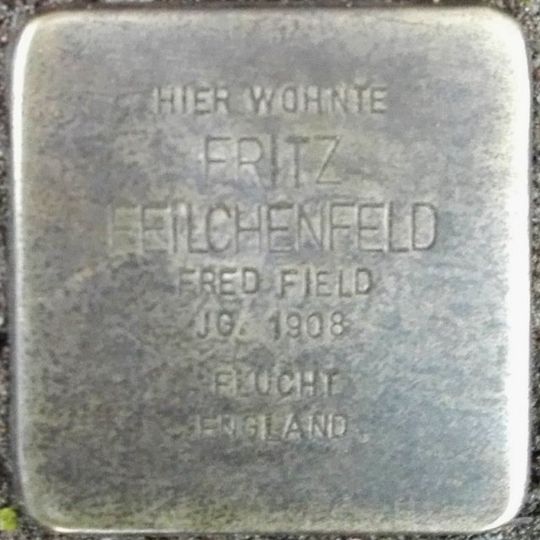 HIER WOHNTE
FRITZ
FEILCHENFELD
FRED FIELD
JG. 1908
FLUCHT
ENGLAND